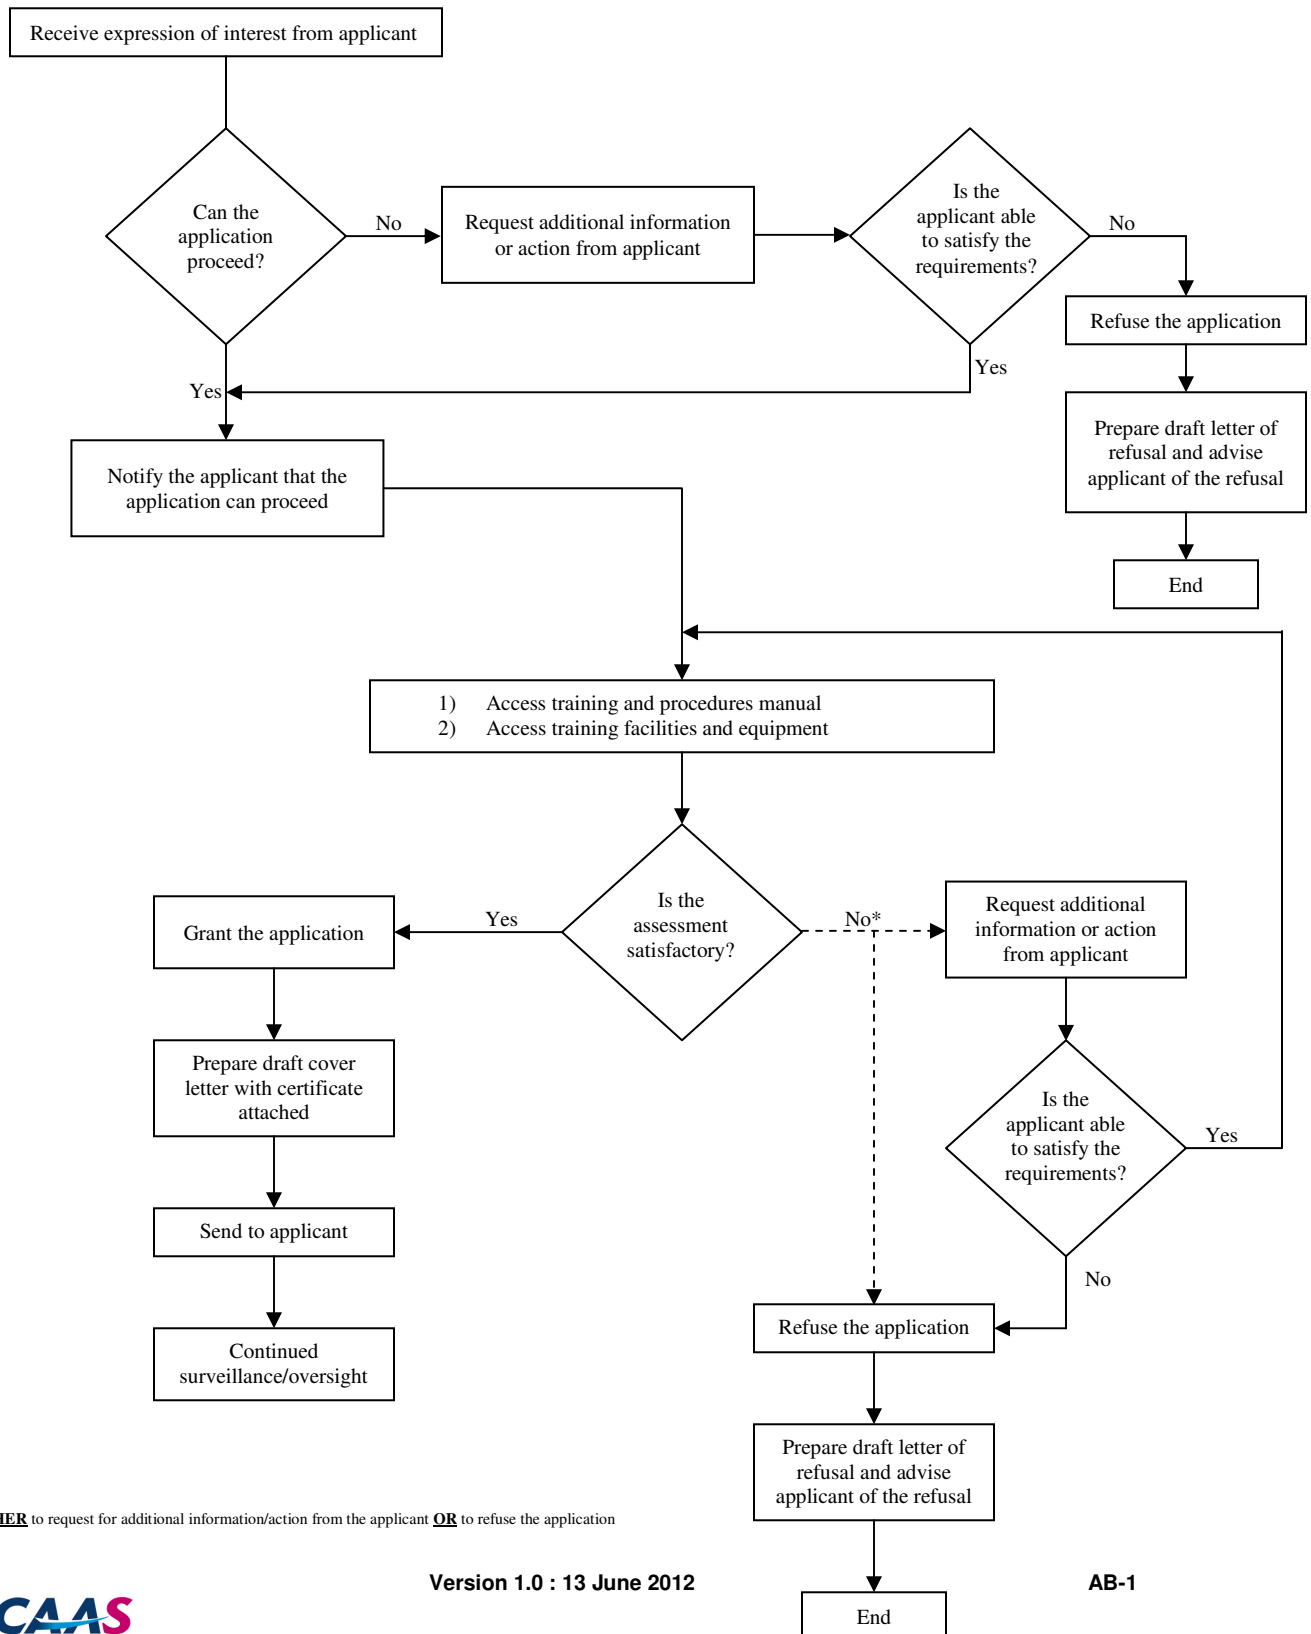 Receive expression of interest from applicant
Can the
application
proceed?
No
Request additional information
or action from applicant
Is the
applicant able
to satisfy the
requirements?
No
Refuse the application
Yes
Yes
Prepare draft letter of
refusal and advise
applicant of the refusal
Notify the applicant that the
application can proceed
End
1) Access training and procedures manual
2) Access training facilities and equipment
Is the
assessment
satisfactory?
Yes
Grant the application
No*
Request additional
information or action
from applicant
Prepare draft cover
letter with certificate
attached
Is the
applicant able
to satisfy the
requirements?
Yes
Send to applicant
No
Continued
surveillance/oversight
Refuse the application
Prepare draft letter of
refusal and advise
applicant of the refusal
to request for additional information/action from the applicant OR to refuse the application
Version 1.0 : 13 June 2012
AB-1
End
CAAS